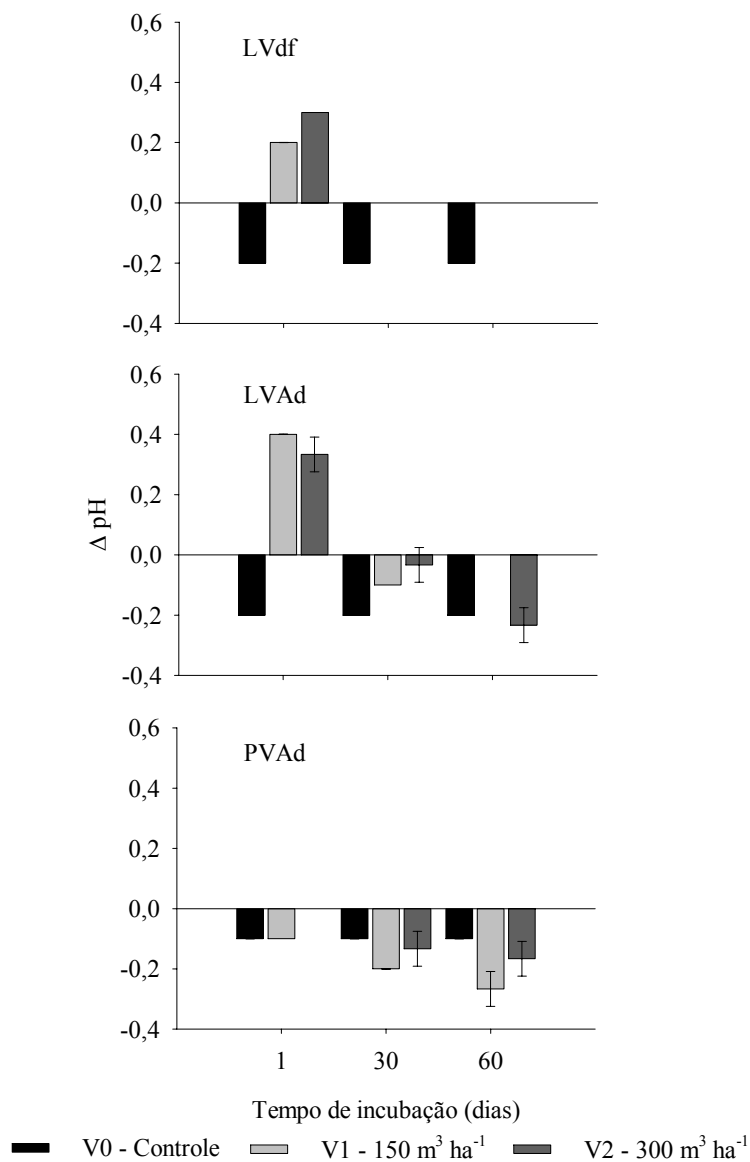 0,6
LVdf
0,4
0,2
0,0
-0,2
-0,4
0,6
LVAd
0,4
0,2
0,0
-0,2
-0,4
Δ pH
0,6
PVAd
0,4
0,2
0,0
-0,2
-0,4
1 30 60
Tempo de incubação (dias)
V0 - Controle V1 - 150 m³ ha⁻¹ V2 - 300 m³ ha⁻¹